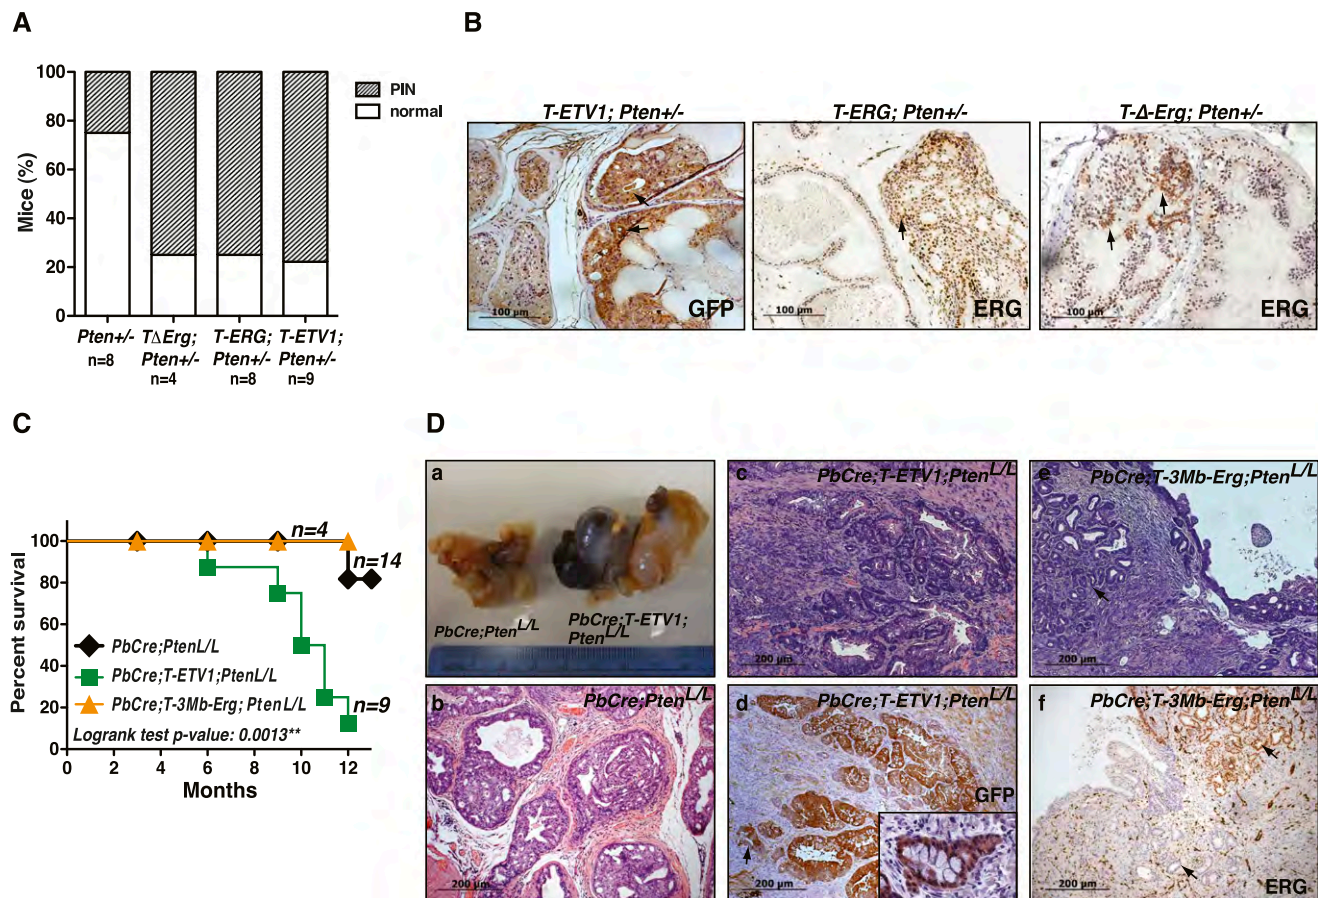 A
100
80
60
40
20
0
Mice (%)
PIN
normal
Pten+/-
n=8
TΔErg;
Pten+/-
n=4
T-ERG;
Pten+/-
n=8
T-ETV1;
Pten+/-
n=9
B
T-ETV1; Pten+/-
100 µm
GFP
T-ERG; Pten+/-
100 µm
ERG
T-Δ-Erg; Pten+/-
100 µm
ERG
C
100
80
60
40
20
0
Percent survival
n=4
n=14
n=9
PbCre;PtenL/L
PbCre;T-ETV1;PtenL/L
PbCre;T-3Mb-Erg; PtenL/L
Logrank test p-value: 0.0013**
0 2 4 6 8 10 12
Months
D
a
PbCre;PtenL/L
PbCre;T-ETV1;
PtenL/L
b
PbCre;PtenL/L
200 µm
c
PbCre;T-ETV1;PtenL/L
200 µm
d
PbCre;T-ETV1;PtenL/L
GFP
200 µm
e
PbCre;T-3Mb-Erg;PtenL/L
200 µm
f
PbCre;T-3Mb-Erg;PtenL/L
200 µm
ERG